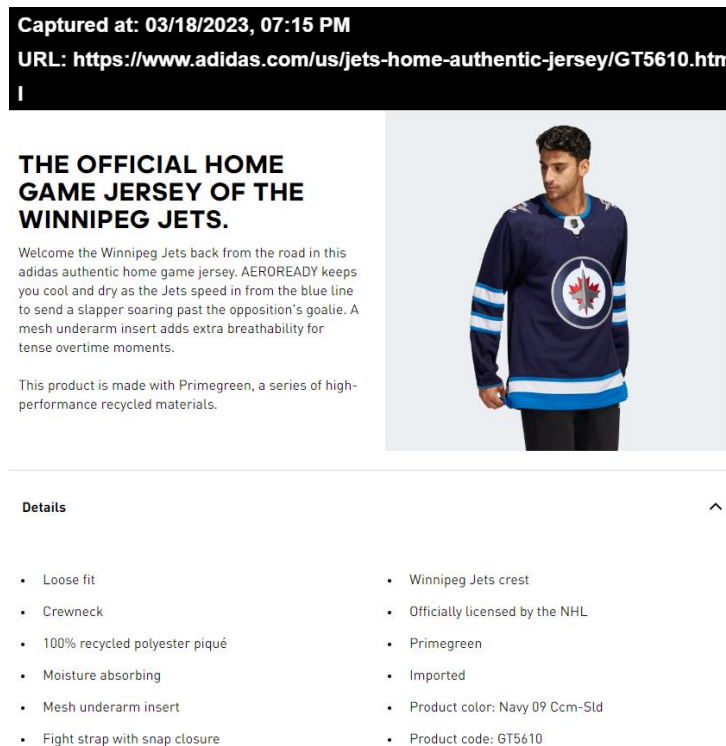 Captured at: 03/18/2023, 07:15 PM
URL: https://www.adidas.com/us/jets-home-authentic-jersey/GT5610.htm
l
THE OFFICIAL HOME
GAME JERSEY OF THE
WINNIPEG JETS.
Welcome the Winnipeg Jets back from the road in this
adidas authentic home game jersey. AEROREADY keeps
you cool and dry as the Jets speed in from the blue line
to send a slapper soaring past the opposition's goalie. A
mesh underarm insert adds extra breathability for
tense overtime moments.
This product is made with Primegreen, a series of high-
performance recycled materials.
Details
• Loose fit
• Crewneck
• 100% recycled polyester piqué
• Moisture absorbing
• Mesh underarm insert
• Fight strap with snap closure
• Winnipeg Jets crest
• Officially licensed by the NHL
• Primegreen
• Imported
• Product color: Navy 09 Ccm-Sld
• Product code: GT5610